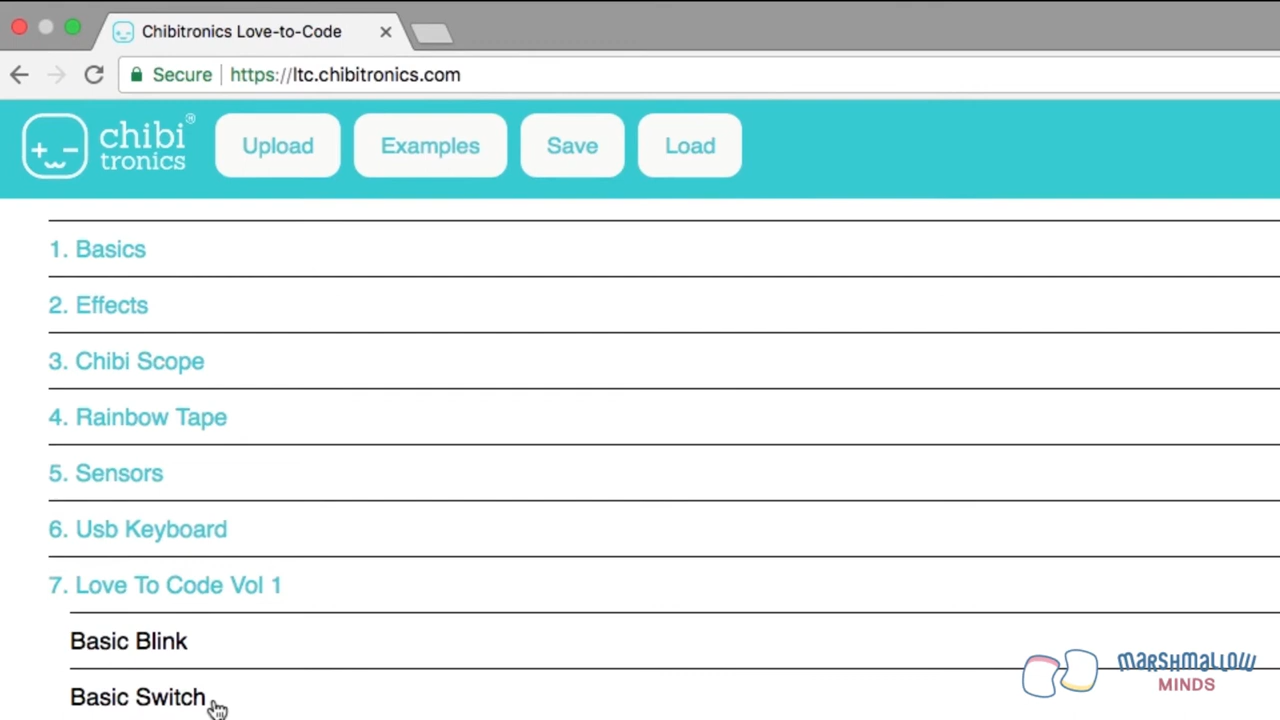 Chibitronics Love-to-Code
Secure https://ltc.chibitronics.com
chibi®
tronics
Upload
Examples
Save
Load
1. Basics
2. Effects
3. Chibi Scope
4. Rainbow Tape
5. Sensors
6. Usb Keyboard
7. Love To Code Vol 1
Basic Blink
Basic Switch
MARSHMALLOW
MINDS